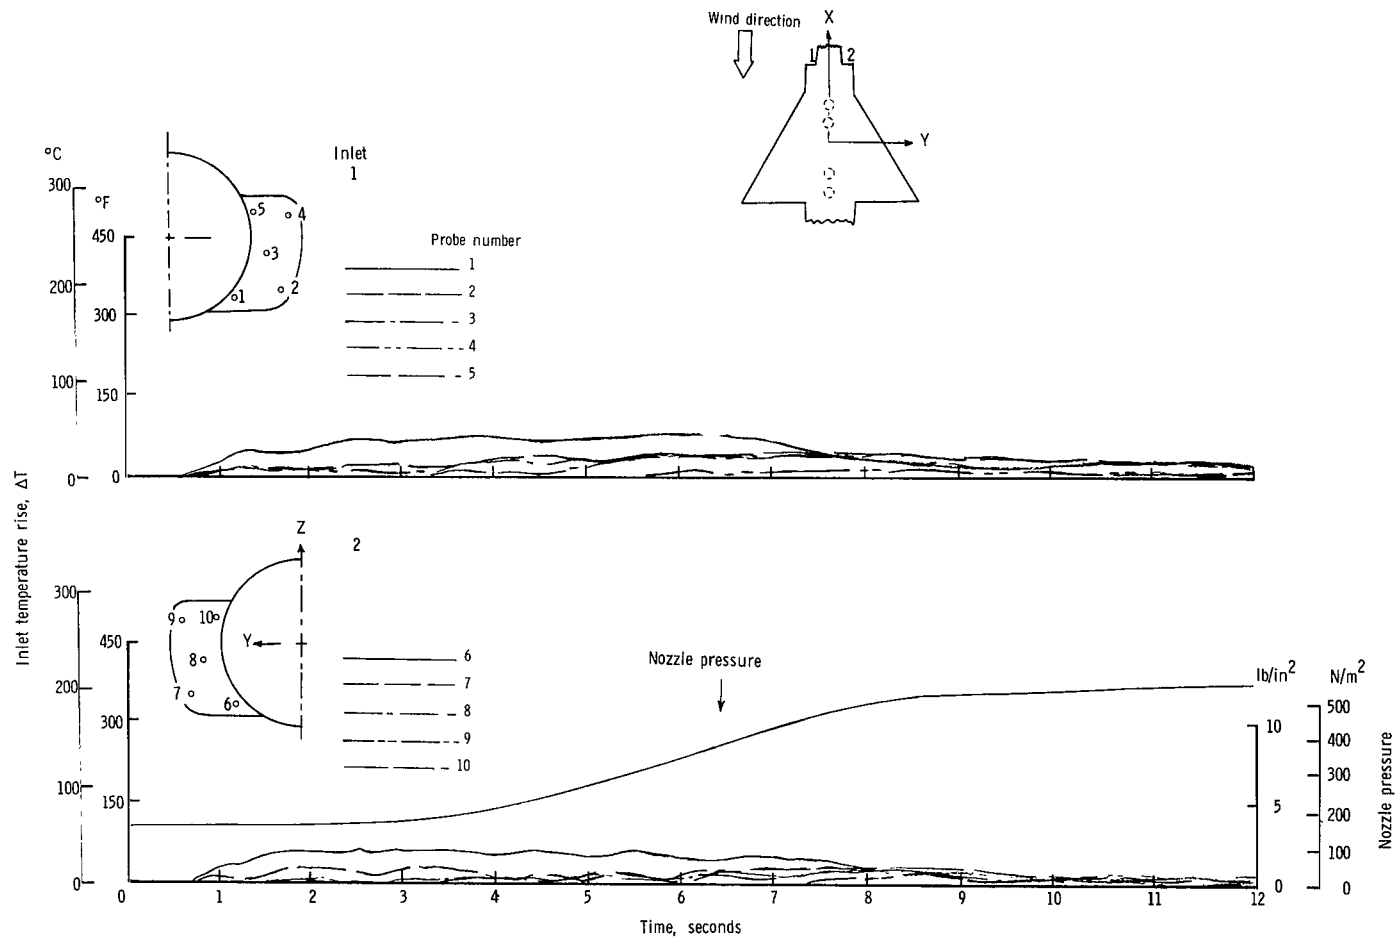 Wind direction
X
1 2
Y
°C
300
200
100
0
°F
450
300
150
0
Inlet
1
5
4
3
2
1
Probe number
1
2
3
4
5
Inlet temperature rise, ΔT
2
Z
Y
9
10
8
7
6
300
200
100
0
450
300
150
6
7
8
9
10
Nozzle pressure
lb/in²
10
5
0
N/m²
500
400
300
200
100
0
Nozzle pressure
0 1 2 3 4 5 6 7 8 9 10 11 12
Time, seconds